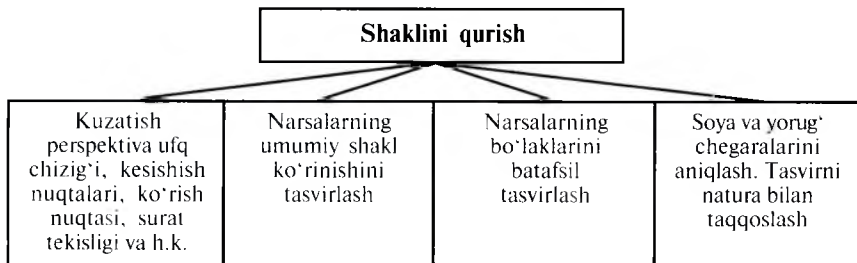 Shaklini qurish
Kuzatish
perspektiva ufq
chizig‘i, kesishish
nuqtalari, ko‘rish
nuqtasi, surat
tekisligi va h.k.
Narsalarning
umumiy shakl
ko‘rinishini
tasvirlash
Narsalarning
bo‘laklarini
batafsil
tasvirlash
Soya va yorug‘
chegaralarini
aniqlash. Tasvirni
natura bilan
taqqoslash